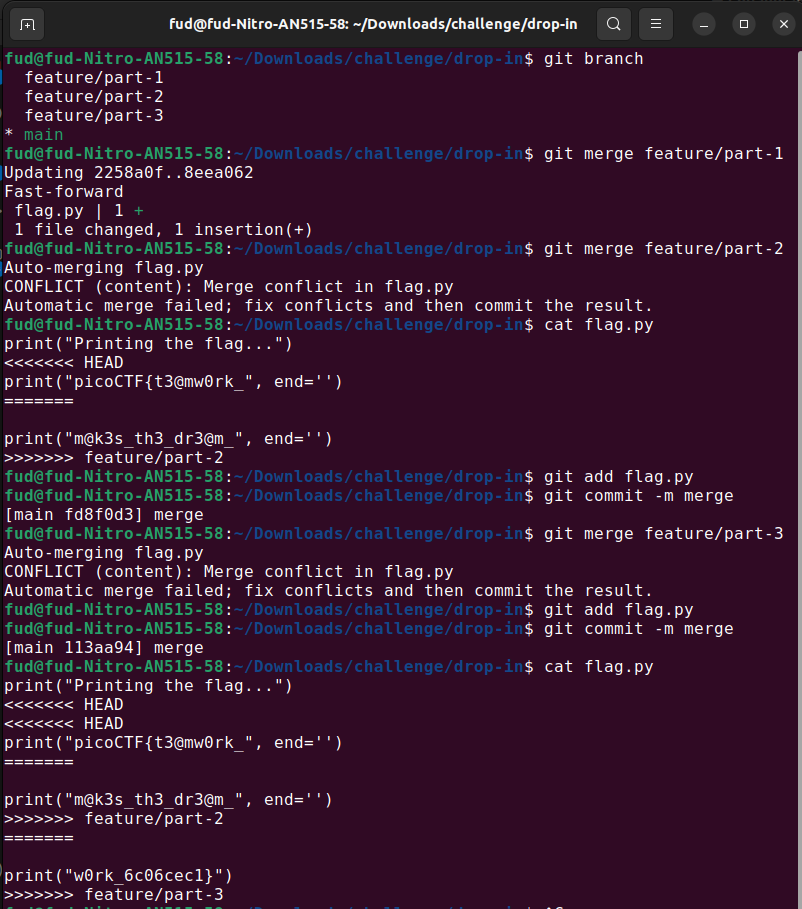 fud@fud-Nitro-AN515-58: ~/Downloads/challenge/drop-in
fud@fud-Nitro-AN515-58:~/Downloads/challenge/drop-in$ git branch
  feature/part-1
  feature/part-2
  feature/part-3
* main
fud@fud-Nitro-AN515-58:~/Downloads/challenge/drop-in$ git merge feature/part-1
Updating 2258a0f..8eea062
Fast-forward
 flag.py | 1 +
 1 file changed, 1 insertion(+)
fud@fud-Nitro-AN515-58:~/Downloads/challenge/drop-in$ git merge feature/part-2
Auto-merging flag.py
CONFLICT (content): Merge conflict in flag.py
Automatic merge failed; fix conflicts and then commit the result.
fud@fud-Nitro-AN515-58:~/Downloads/challenge/drop-in$ cat flag.py
print("Printing the flag...")
<<<<<<< HEAD
print("picoCTF{t3@mw0rk_", end='')
=======

print("m@k3s_th3_dr3@m_", end='')
>>>>>>> feature/part-2
fud@fud-Nitro-AN515-58:~/Downloads/challenge/drop-in$ git add flag.py
fud@fud-Nitro-AN515-58:~/Downloads/challenge/drop-in$ git commit -m merge
[main fd8f0d3] merge
fud@fud-Nitro-AN515-58:~/Downloads/challenge/drop-in$ git merge feature/part-3
Auto-merging flag.py
CONFLICT (content): Merge conflict in flag.py
Automatic merge failed; fix conflicts and then commit the result.
fud@fud-Nitro-AN515-58:~/Downloads/challenge/drop-in$ git add flag.py
fud@fud-Nitro-AN515-58:~/Downloads/challenge/drop-in$ git commit -m merge
[main 113aa94] merge
fud@fud-Nitro-AN515-58:~/Downloads/challenge/drop-in$ cat flag.py
print("Printing the flag...")
<<<<<<< HEAD
<<<<<<< HEAD
print("picoCTF{t3@mw0rk_", end='')
=======

print("m@k3s_th3_dr3@m_", end='')
>>>>>>> feature/part-2
=======

print("w0rk_6c06cec1}")
>>>>>>> feature/part-3